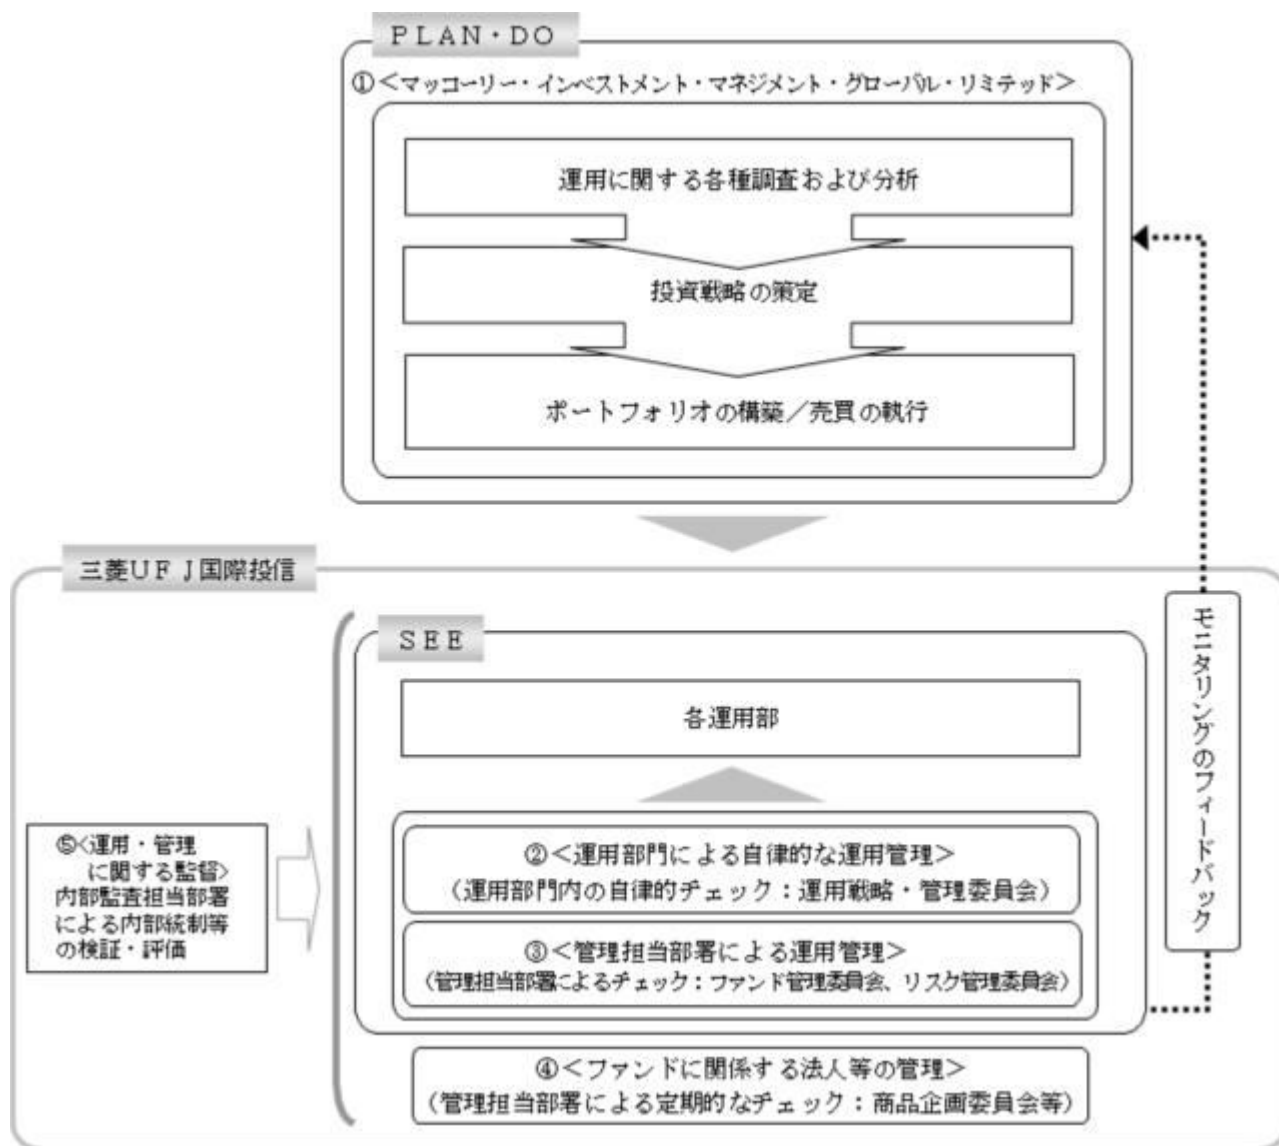 ＰＬＡＮ・ＤＯ
①＜マッコーリー・インベストメント・マネジメント・グローバル・リミテッド＞
運用に関する各種調査および分析
投資戦略の策定
ポートフォリオの構築／売買の執行
三菱ＵＦＪ国際投信
ＳＥＥ
各運用部
②＜運用部門による自律的な運用管理＞
（運用部門内の自律的チェック：運用戦略・管理委員会）
③＜管理担当部署による運用管理＞
（管理担当部署によるチェック：ファンド管理委員会、リスク管理委員会）
④＜ファンドに関係する法人等の管理＞
（管理担当部署による定期的なチェック：商品企画委員会等）
⑤＜運用・管理
に関する監督＞
内部監査担当部署
による内部統制等
の検証・評価
モニタリングのフィードバック